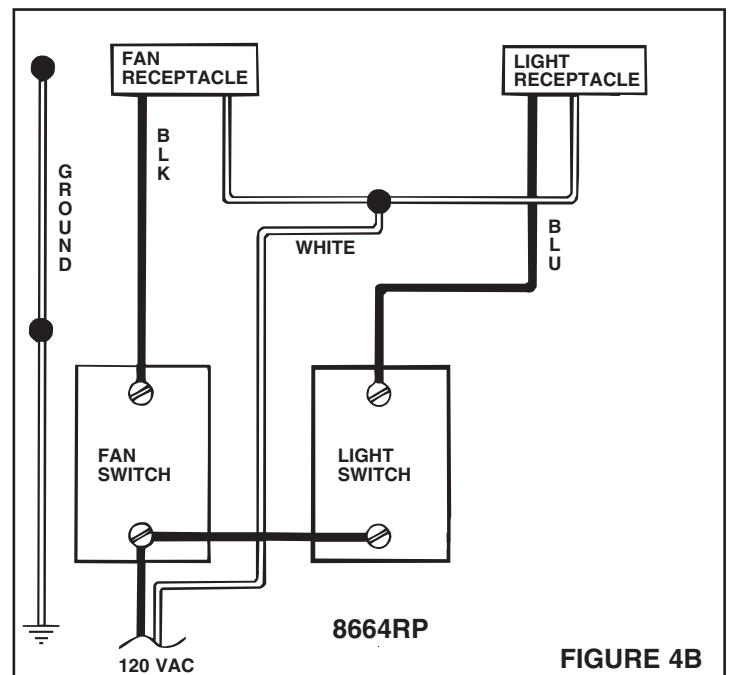 FAN
RECEPTACLE
LIGHT
RECEPTACLE
BLK
GROUND
WHITE
BLU
FAN
SWITCH
LIGHT
SWITCH
8664RP
120 VAC
FIGURE 4B